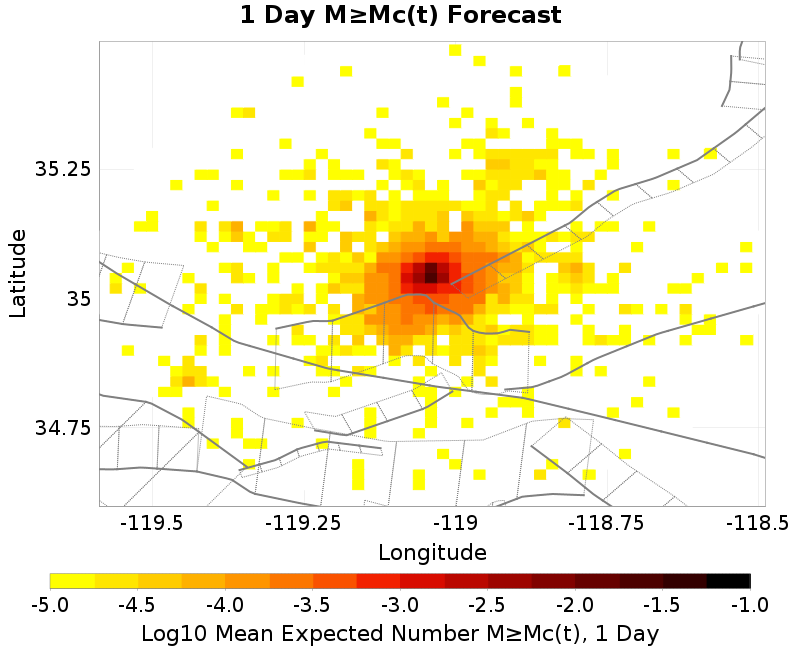 1 Day M≥Mc(t) Forecast
35.25
35
34.75
Latitude
-119.5 -119.25 -119 -118.75 -118.5
Longitude
-5.0 -4.5 -4.0 -3.5 -3.0 -2.5 -2.0 -1.5 -1.0
Log10 Mean Expected Number M≥Mc(t), 1 Day